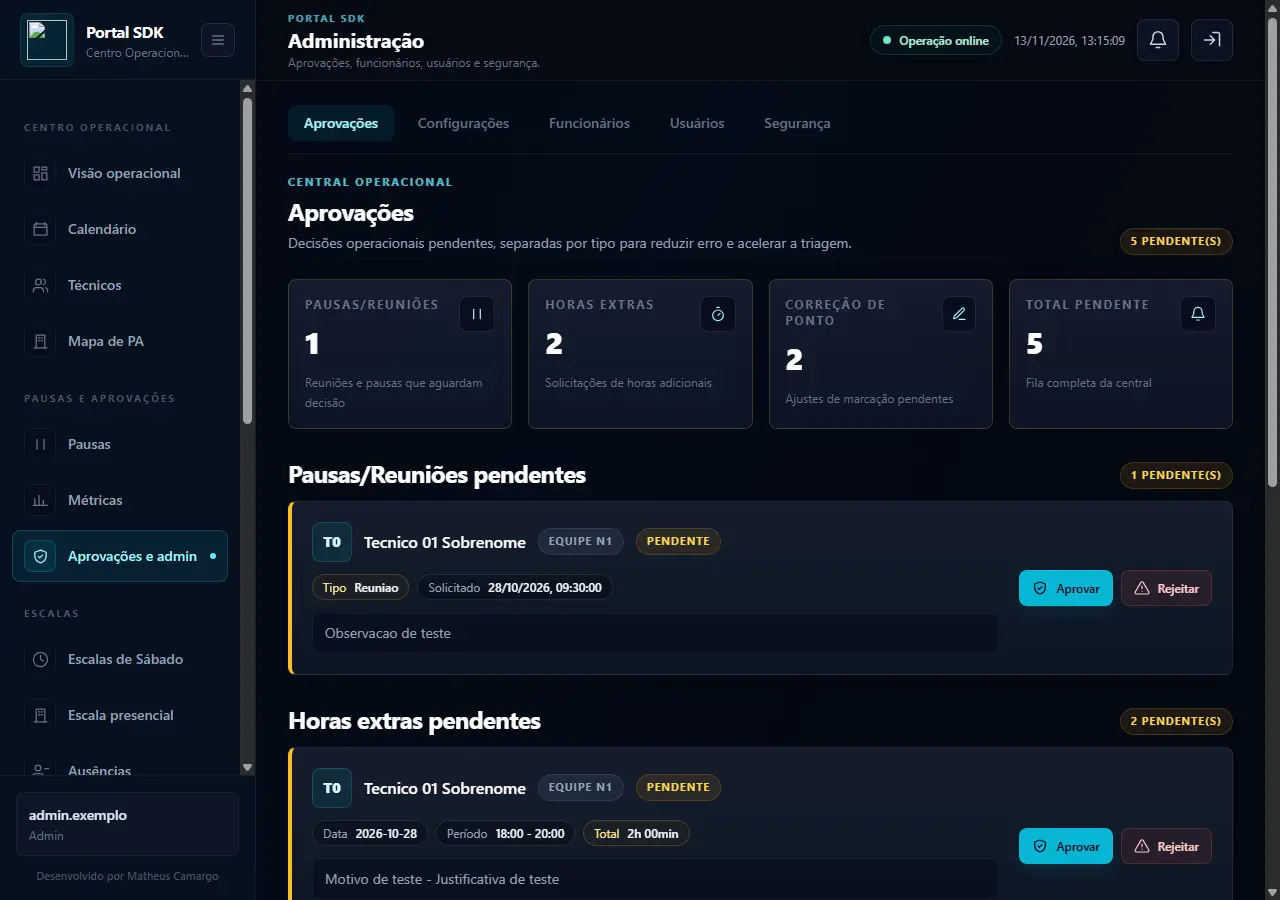 Portal SDK
Centro Operacion...
CENTRO OPERACIONAL
Visão operacional
Calendário
Técnicos
Mapa de PA
PAUSAS E APROVAÇÕES
Pausas
Métricas
Aprovações e admin
ESCALAS
Escalas de Sábado
Escala presencial
Ausências
admin.exemplo
Admin
Desenvolvido por Matheus Camargo
PORTAL SDK
Administração
Aprovações, funcionários, usuários e segurança.
Operação online
13/11/2026, 13:15:09
Aprovações
Configurações
Funcionários
Usuários
Segurança
CENTRAL OPERACIONAL
Aprovações
Decisões operacionais pendentes, separadas por tipo para reduzir erro e acelerar a triagem.
5 PENDENTE(S)
PAUSAS/REUNIÕES
1
Reuniões e pausas que aguardam
decisão
HORAS EXTRAS
2
Solicitações de horas adicionais
CORREÇÃO DE
PONTO
2
Ajustes de marcação pendentes
TOTAL PENDENTE
5
Fila completa da central
Pausas/Reuniões pendentes
1 PENDENTE(S)
T0
Tecnico 01 Sobrenome
EQUIPE N1
PENDENTE
Tipo Reuniao
Solicitado 28/10/2026, 09:30:00
Observacao de teste
Aprovar
Rejeitar
Horas extras pendentes
2 PENDENTE(S)
T0
Tecnico 01 Sobrenome
EQUIPE N1
PENDENTE
Data 2026-10-28
Período 18:00 - 20:00
Total 2h 00min
Motivo de teste - Justificativa de teste
Aprovar
Rejeitar